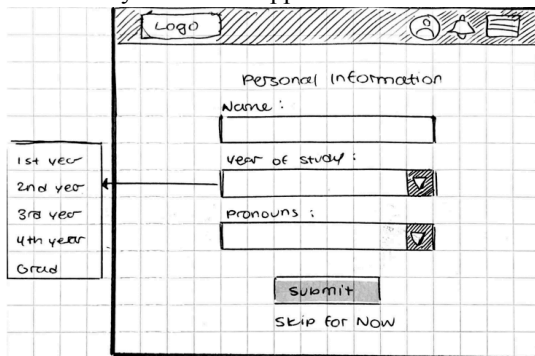 Logo
Personal Information
Name :
year of study :
Pronouns :
Submit
Skip for Now
1st year
2nd year
3rd year
4th year
Grad